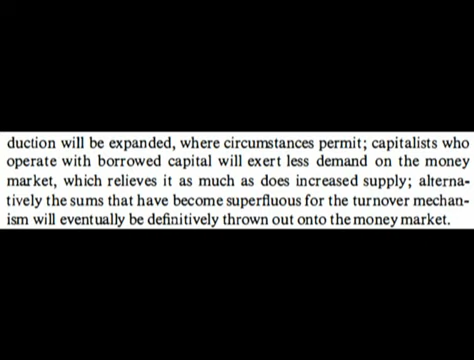 duction will be expanded, where circumstances permit; capitalists who
operate with borrowed capital will exert less demand on the money
market, which relieves it as much as does increased supply; alterna-
tively the sums that have become superfluous for the turnover mechan-
ism will eventually be definitively thrown out onto the money market.